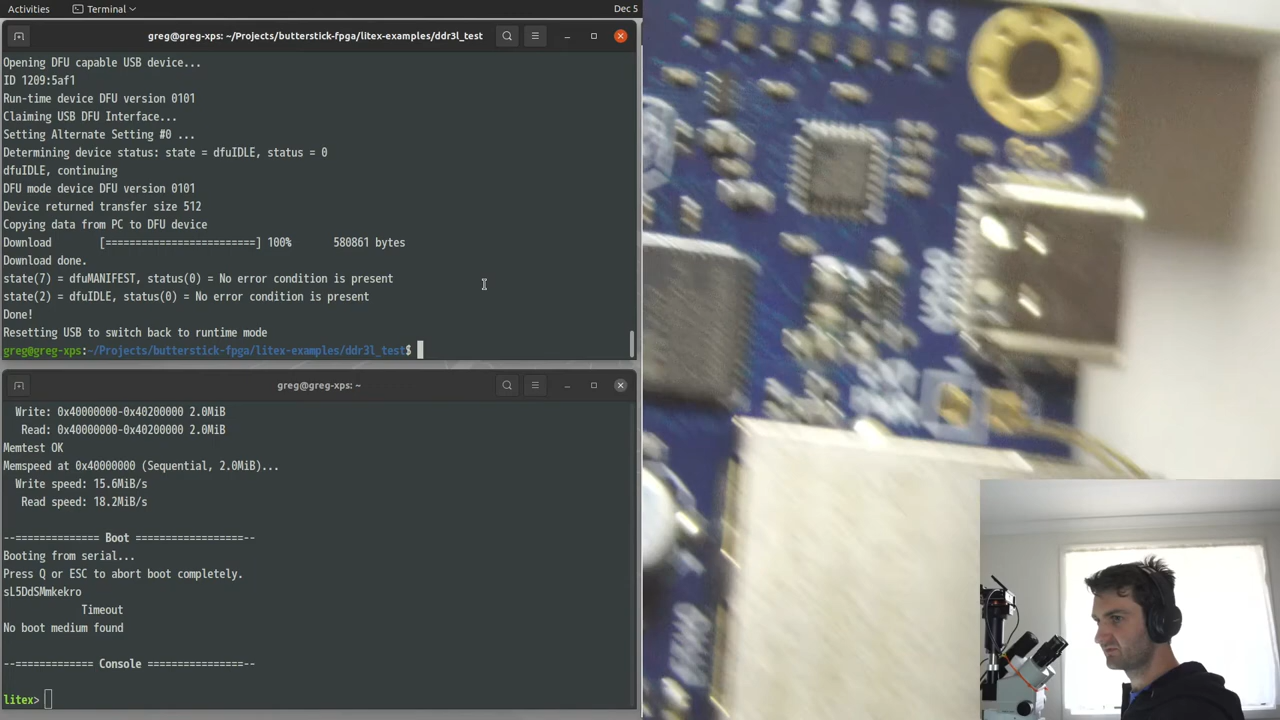 Activities
Terminal
Dec 5
greg@greg-xps: ~/Projects/butterstick-fpga/litex-examples/ddr3l_test
Opening DFU capable USB device...
ID 1209:5af1
Run-time device DFU version 0101
Claiming USB DFU Interface...
Setting Alternate Setting #0 ...
Determining device status: state = dfuIDLE, status = 0
dfuIDLE, continuing
DFU mode device DFU version 0101
Device returned transfer size 512
Copying data from PC to DFU device
Download [=========================] 100% 580861 bytes
Download done.
state(7) = dfuMANIFEST, status(0) = No error condition is present
state(2) = dfuIDLE, status(0) = No error condition is present
Done!
Resetting USB to switch back to runtime mode
greg@greg-xps:~/Projects/butterstick-fpga/litex-examples/ddr3l_test$
greg@greg-xps: ~
Write: 0x40000000-0x40200000 2.0MiB
Read: 0x40000000-0x40200000 2.0MiB
Memtest OK
Memspeed at 0x40000000 (Sequential, 2.0MiB)...
Write speed: 15.6MiB/s
Read speed: 18.2MiB/s
--============== Boot ==================--
Booting from serial...
Press Q or ESC to abort boot completely.
sL5DdSMmkekro
Timeout
No boot medium found
--============= Console ================--
litex>
1 2 3 4 5 6